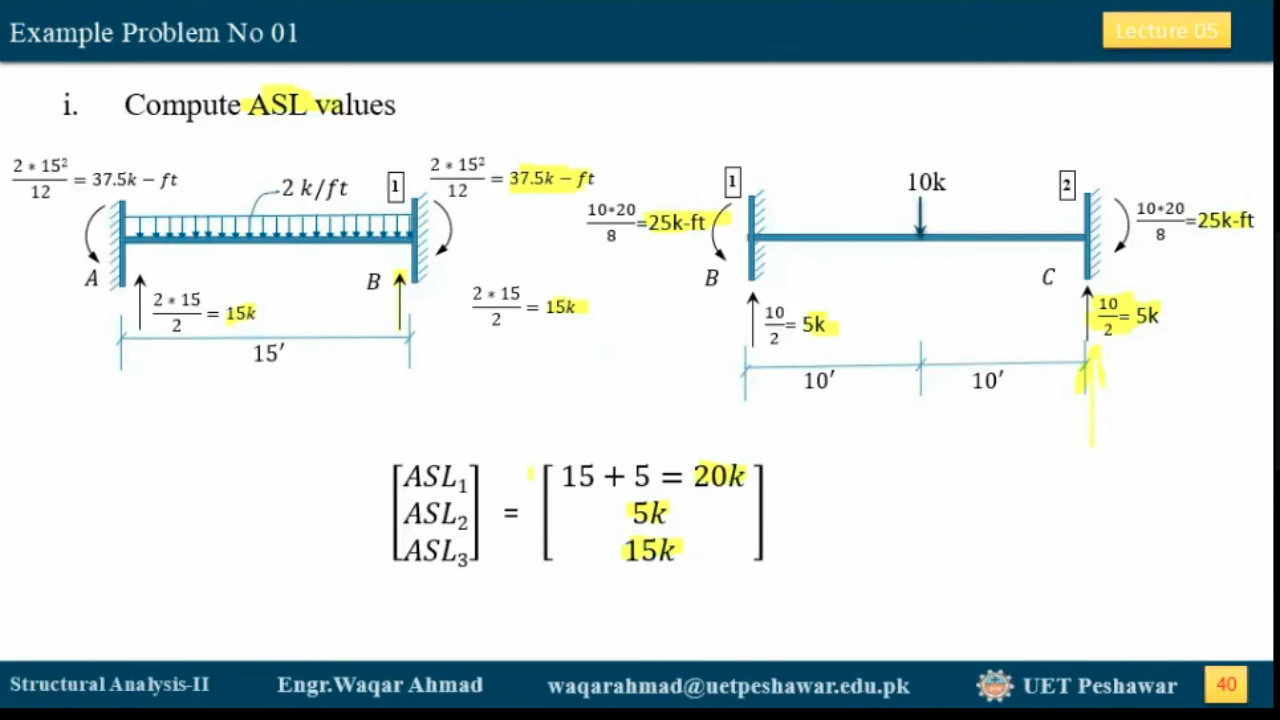 Example Problem No 01
Lecture 05
i. Compute ASL values
2 * 15²/12 = 37.5k − ft
2 k/ft
1
2 * 15²/12 = 37.5k − ft
A
B
2 * 15/2 = 15k
2 * 15/2 = 15k
15′
1
10k
2
10*20/8 =25k-ft
10*20/8 =25k-ft
B
C
10/2 = 5k
10/2 = 5k
10′
10′
[ASL₁] = [15 + 5 = 20k]
[ASL₂] [5k]
[ASL₃] [15k]
Structural Analysis-II
Engr.Waqar Ahmad
waqarahmad@uetpeshawar.edu.pk
UET Peshawar
40